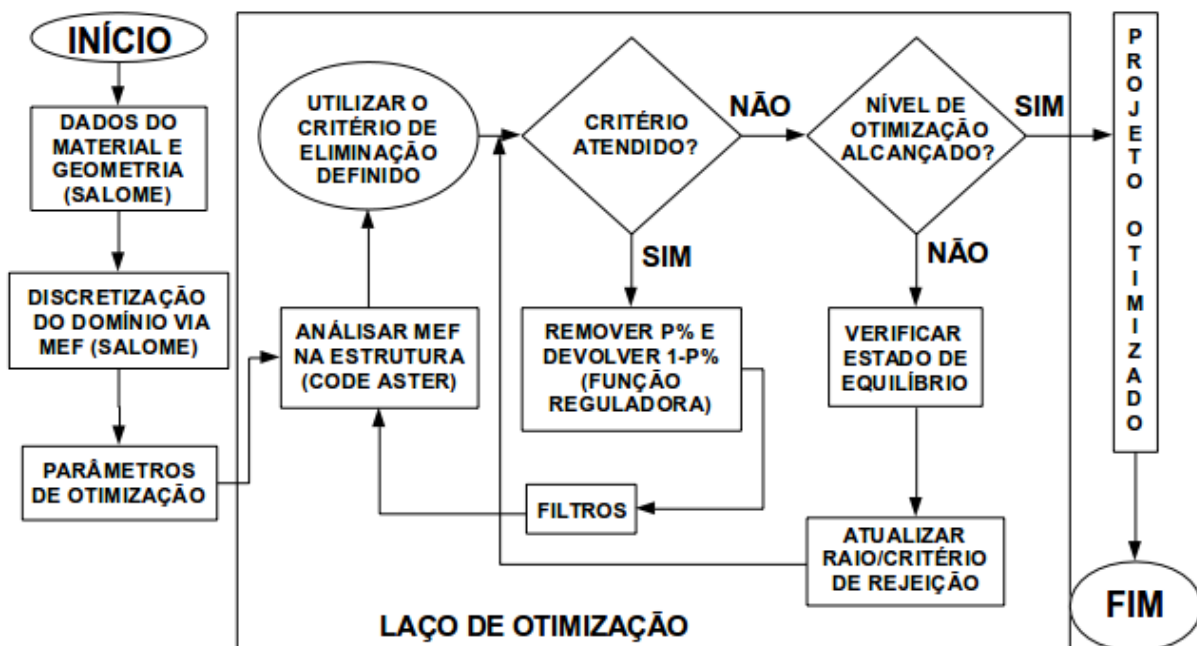 INÍCIO
DADOS DO
MATERIAL E
GEOMETRIA
(SALOME)
DISCRETIZAÇÃO
DO DOMÍNIO VIA
MEF (SALOME)
PARÂMETROS
DE OTIMIZAÇÃO
ANÁLISAR MEF
NA ESTRUTURA
(CODE ASTER)
UTILIZAR O
CRITÉRIO DE
ELIMINAÇÃO
DEFINIDO
CRITÉRIO
ATENDIDO?
NÃO
SIM
REMOVER P% E
DEVOLVER 1-P%
(FUNÇÃO
REGULADORA)
FILTROS
NÍVEL DE
OTIMIZAÇÃO
ALCANÇADO?
SIM
NÃO
VERIFICAR
ESTADO DE
EQUILÍBRIO
ATUALIZAR
RAIO/CRITÉRIO
DE REJEIÇÃO
LAÇO DE OTIMIZAÇÃO
PROJETO OTIMIZADO
FIM